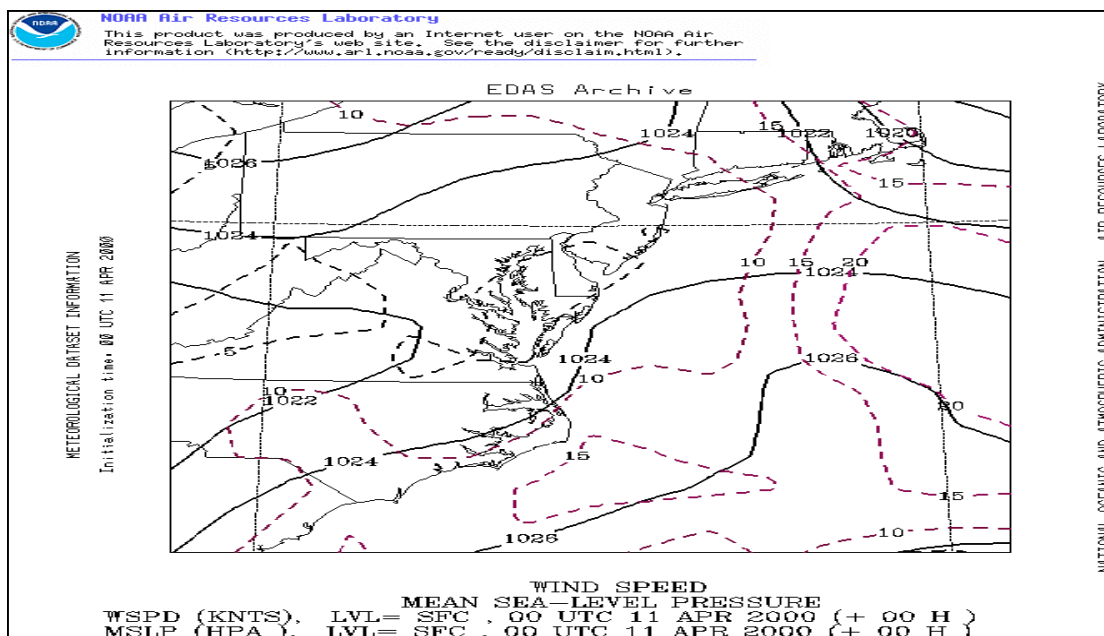 NOAA Air Resources Laboratory
This product was produced by an Internet user on the NOAA Air
Resources Laboratory's web site. See the disclaimer for further
information (http://www.arl.noaa.gov/ready/disclaim.html).
NOAA
EDAS Archive
METEOROLOGICAL DATASET INFORMATION
Initialization time: 00 UTC 11 APR 2000
NATIONAL OCEANIC AND ATMOSPHERIC ADMINISTRATION AIR RESOURCES LABORATORY
10
15
1024
1022
1020
1026
5
15
1024
10
15
20
1024
5
1024
1026
10
10
1022
20
1024
15
15
1026
10
WIND SPEED
MEAN SEA-LEVEL PRESSURE
WSPD (KNTS), LVL= SFC , 00 UTC 11 APR 2000 (+ 00 H )
MSLP (HPA ), LVL= SFC , 00 UTC 11 APR 2000 (+ 00 H )